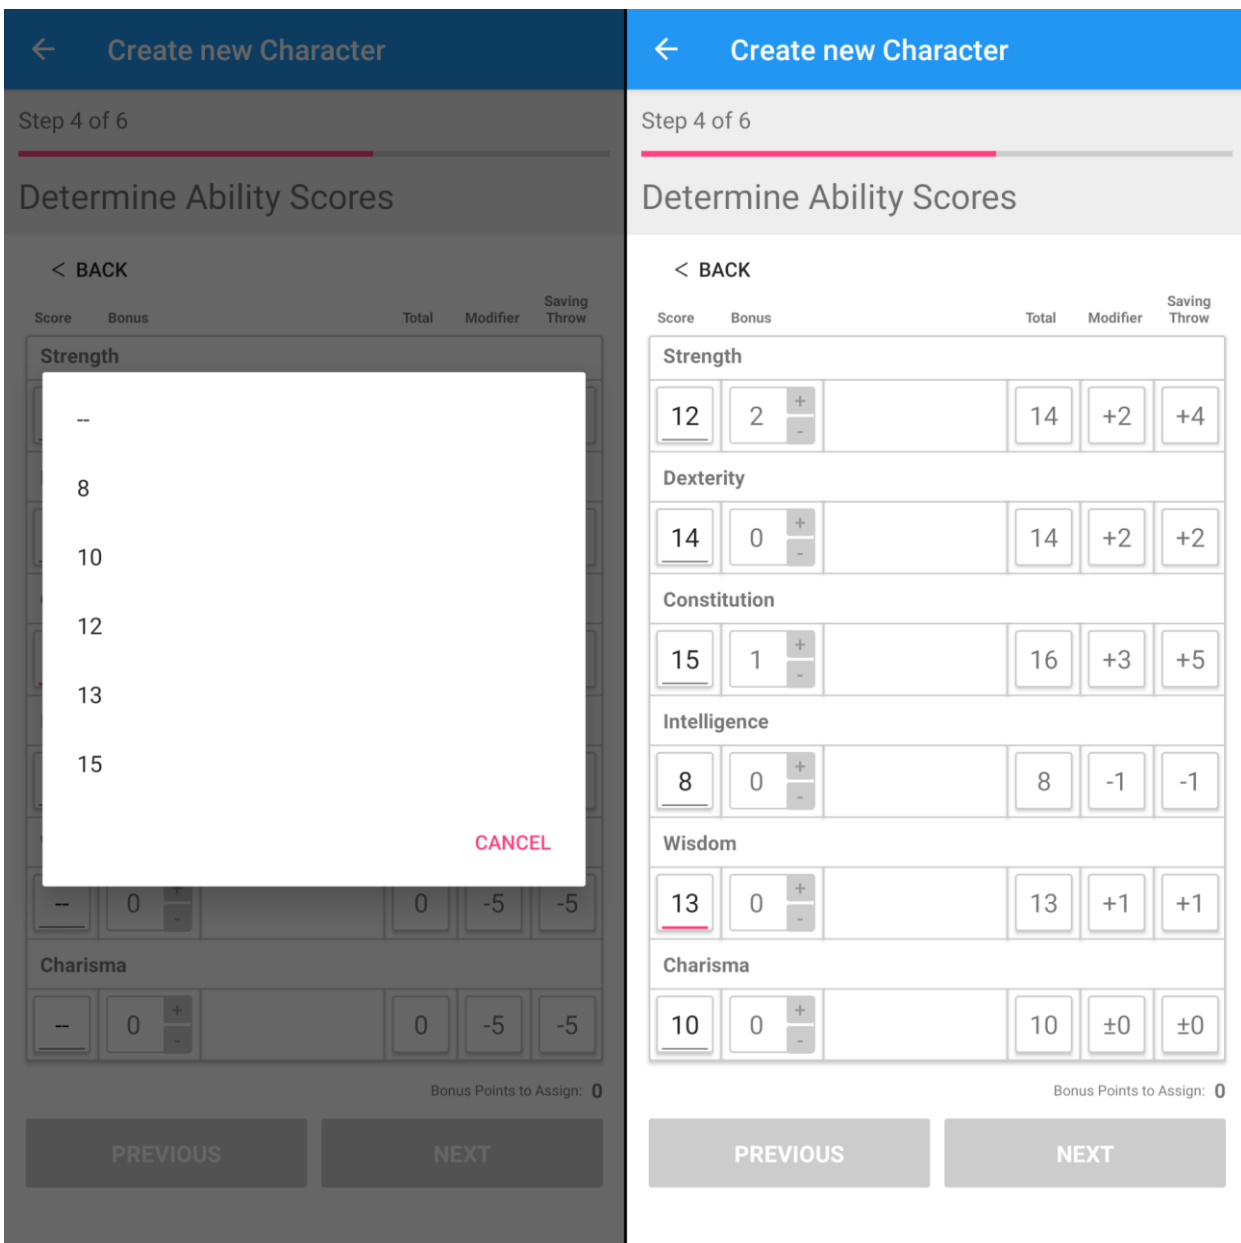 Create new Character
Step 4 of 6
Determine Ability Scores
< BACK
Score Bonus Total Modifier Saving Throw
Strength
--
8
10
12
13
15
CANCEL
-- 0 + - 0 -5 -5
Charisma
-- 0 + - 0 -5 -5
Bonus Points to Assign: 0
PREVIOUS NEXT
Create new Character
Step 4 of 6
Determine Ability Scores
< BACK
Score Bonus Total Modifier Saving Throw
Strength
12 2 + - 14 +2 +4
Dexterity
14 0 + - 14 +2 +2
Constitution
15 1 + - 16 +3 +5
Intelligence
8 0 + - 8 -1 -1
Wisdom
13 0 + - 13 +1 +1
Charisma
10 0 + - 10 ±0 ±0
Bonus Points to Assign: 0
PREVIOUS NEXT